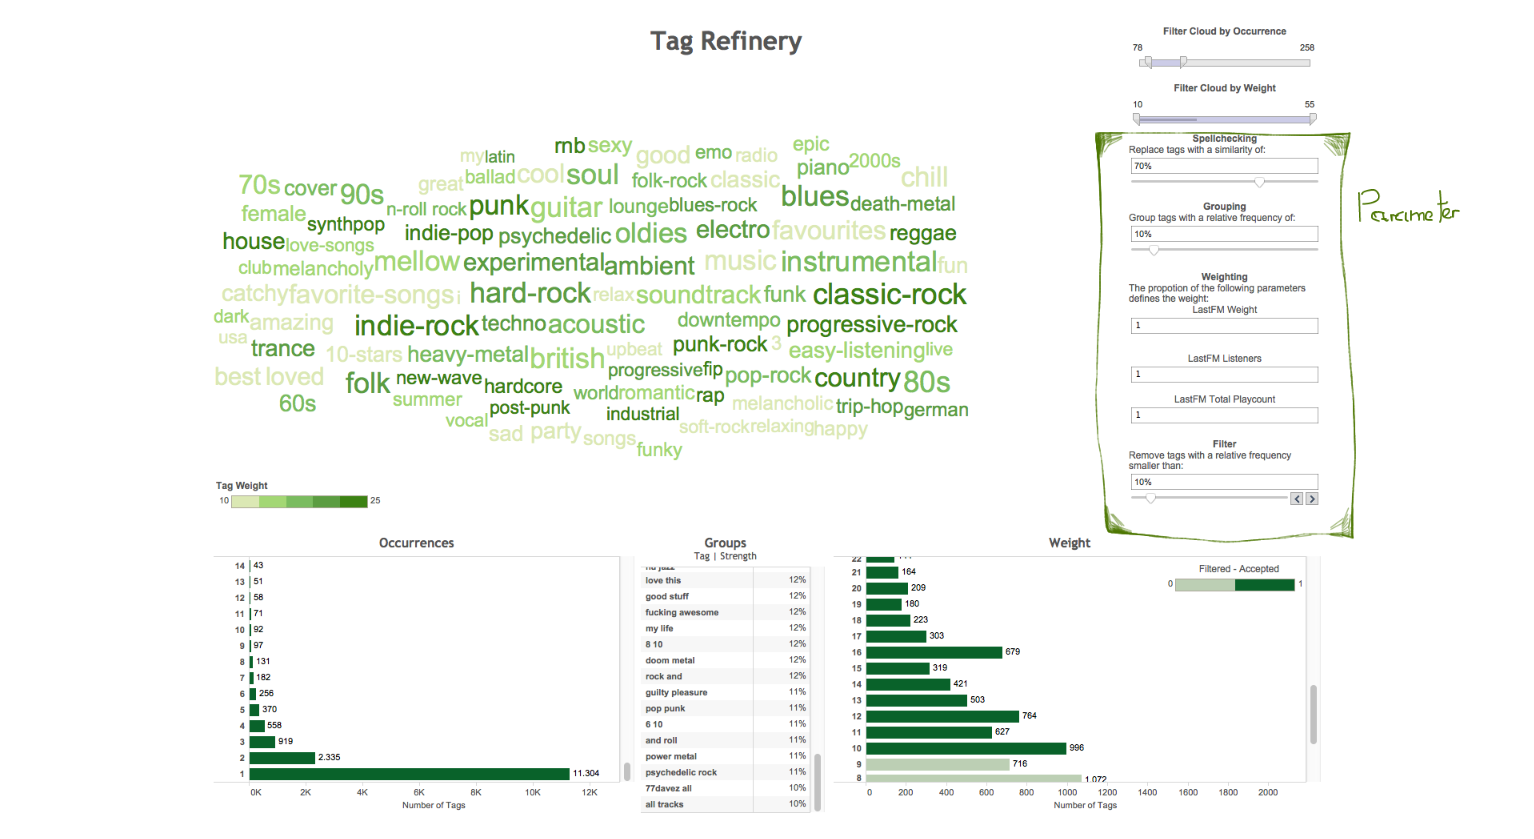 Tag Refinery
Filter Cloud by Occurrence
78 258
Filter Cloud by Weight
10 55
Spellchecking
Replace tags with a similarity of:
70%
Grouping
Group tags with a relative frequency of:
10%
Weighting
The propotion of the following parameters
defines the weight:
LastFM Weight
1
LastFM Listeners
1
LastFM Total Playcount
1
Filter
Remove tags with a relative frequency
smaller than:
10%
Parameter
rnb sexy epic
my latin good emo radio piano 2000s
great ballad cool soul folk-rock classic chill
70s cover 90s n-roll rock punk guitar lounge blues-rock blues death-metal
female synthpop indie-pop psychedelic oldies electro favourites reggae
house love-songs
club melancholy mellow experimental ambient music instrumental fun
catchy favorite-songs i hard-rock relax soundtrack funk classic-rock
dark amazing indie-rock techno acoustic downtempo progressive-rock
usa trance 10-stars heavy-metal british upbeat punk-rock 3 easy-listening live
best loved folk new-wave hardcore progressive fip pop-rock country 80s
60s summer post-punk world romantic rap melancholic trip-hop german
vocal industrial
sad party songs soft-rock relaxing happy
funky
Tag Weight
10 25
Occurrences
14 43
13 51
12 58
11 71
10 92
9 97
8 131
7 182
6 256
5 370
4 558
3 919
2 2.335
1 11.304
0K 2K 4K 6K 8K 10K 12K
Number of Tags
Groups
Tag | Strength
nu jazz
love this 12%
good stuff 12%
fucking awesome 12%
my life 12%
8 10 12%
doom metal 12%
rock and 12%
guilty pleasure 11%
pop punk 11%
6 10 11%
and roll 11%
power metal 11%
psychedelic rock 11%
77davez all 10%
all tracks 10%
Weight
Filtered - Accepted
0 1
22
21 164
20 209
19 180
18 223
17 303
16 679
15 319
14 421
13 503
12 764
11 627
10 996
9 716
8 1.072
0 200 400 600 800 1000 1200 1400 1600 1800 2000
Number of Tags